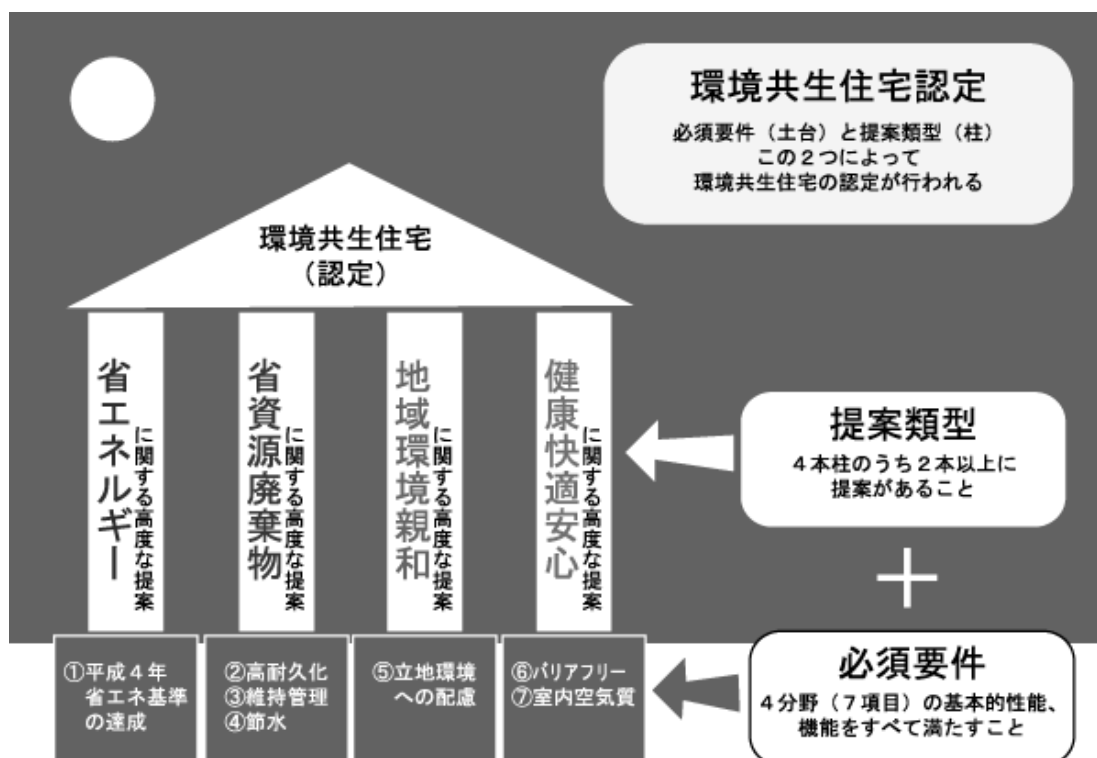 環境共生住宅認定
必須要件（土台）と提案類型（柱）
この２つによって
環境共生住宅の認定が行われる
環境共生住宅
（認定）
省エネルギーに関する高度な提案
省資源廃棄物に関する高度な提案
地域環境親和に関する高度な提案
健康快適安心に関する高度な提案
提案類型
４本柱のうち２本以上に
提案があること
＋
①平成４年
省エネ基準
の達成
②高耐久化
③維持管理
④節水
⑤立地環境
への配慮
⑥バリアフリー
⑦室内空気質
必須要件
４分野（７項目）の基本的性能、
機能をすべて満たすこと